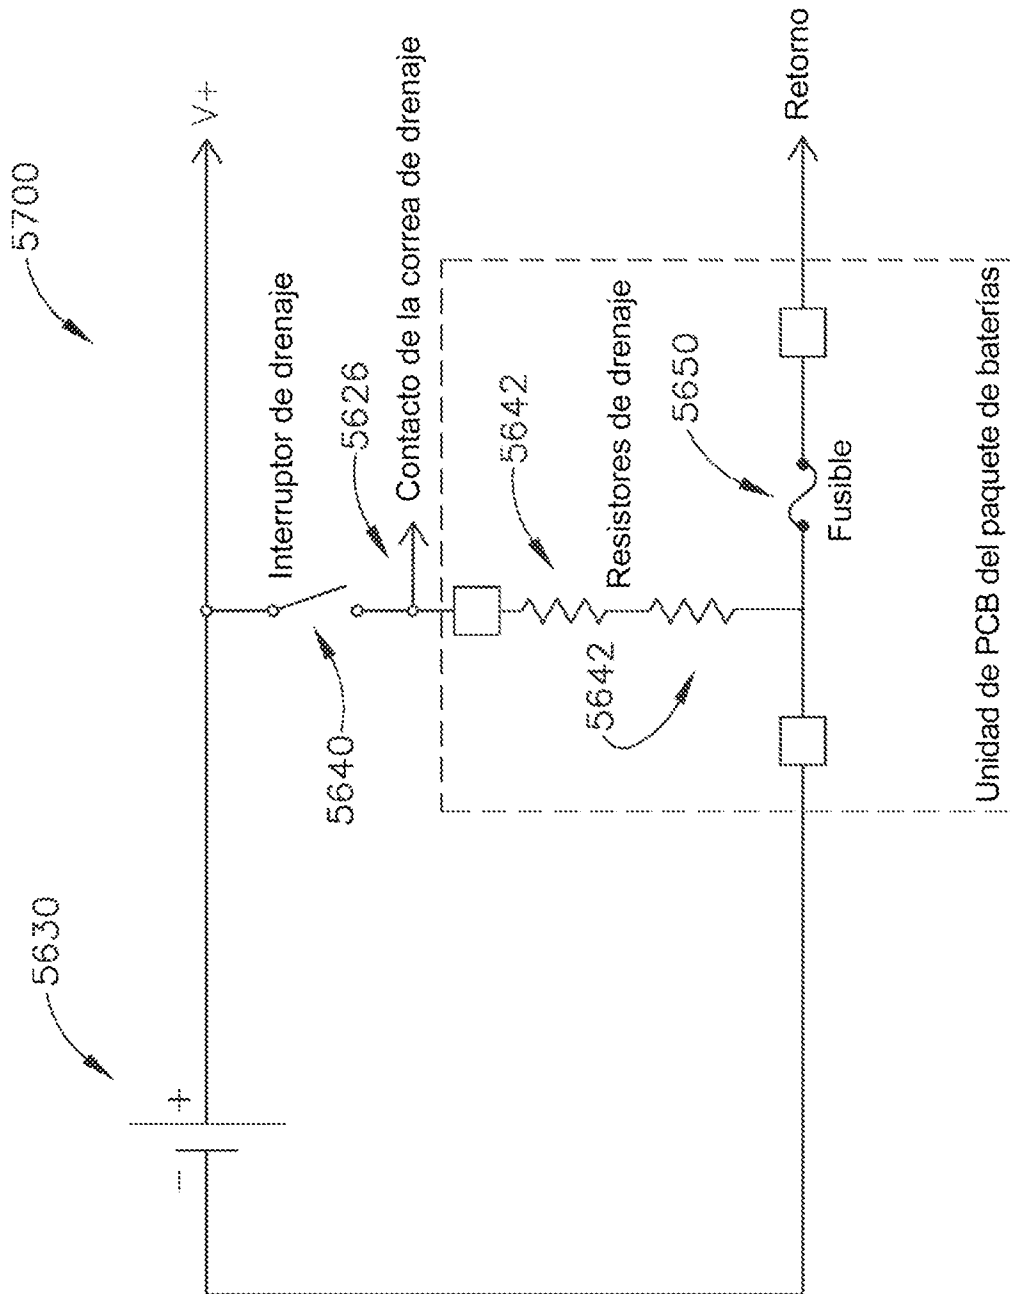 5700
V+
5630
+
−
Interruptor de drenaje
5640
5626
Contacto de la correa de drenaje
5642
Resistores de drenaje
5642
5650
Fusible
Retorno
Unidad de PCB del paquete de baterías